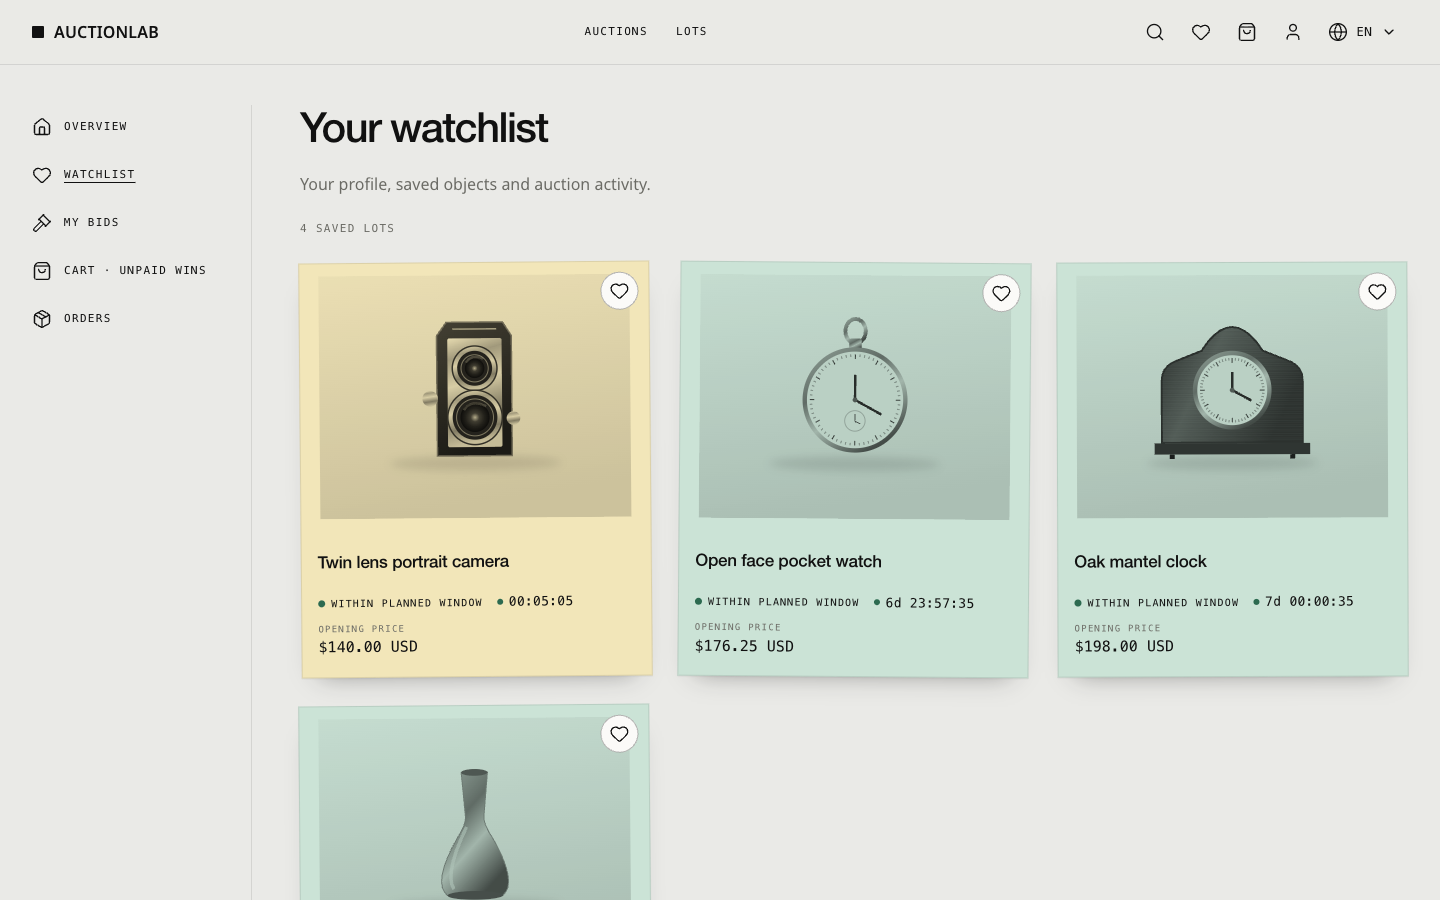 AUCTIONLAB
AUCTIONS LOTS
EN
OVERVIEW
WATCHLIST
MY BIDS
CART · UNPAID WINS
ORDERS
Your watchlist
Your profile, saved objects and auction activity.
4 SAVED LOTS
Twin lens portrait camera
WITHIN PLANNED WINDOW 00:05:05
OPENING PRICE
$140.00 USD
Open face pocket watch
WITHIN PLANNED WINDOW 6d 23:57:35
OPENING PRICE
$176.25 USD
Oak mantel clock
WITHIN PLANNED WINDOW 7d 00:00:35
OPENING PRICE
$198.00 USD